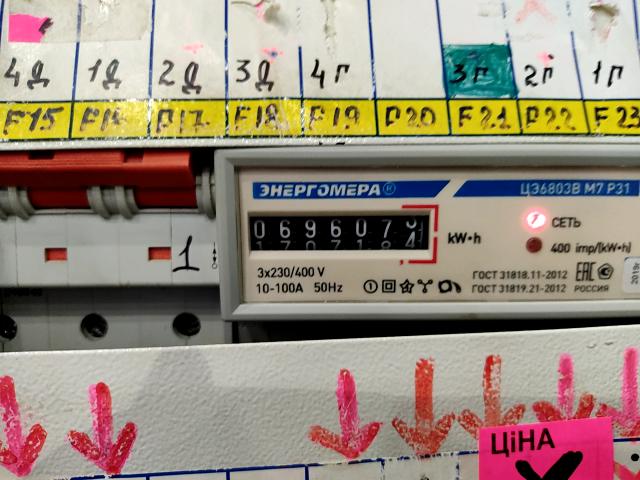 4Д 1Д 2Д 3Д 4Г 3Г 2Г 1Г
F15 F16 F17 F18 F19 F20 F21 F22 F23
ЭНЕРГОМЕРА® ЦЭ6803В М7 Р31
069607
kW•h
СЕТЬ
400 imp/(kW•h)
1
3x230/400 V
10-100A 50Hz
ГОСТ 31818.11-2012
ГОСТ 31819.21-2012
ЕАС
РОССИЯ
ЦІНА